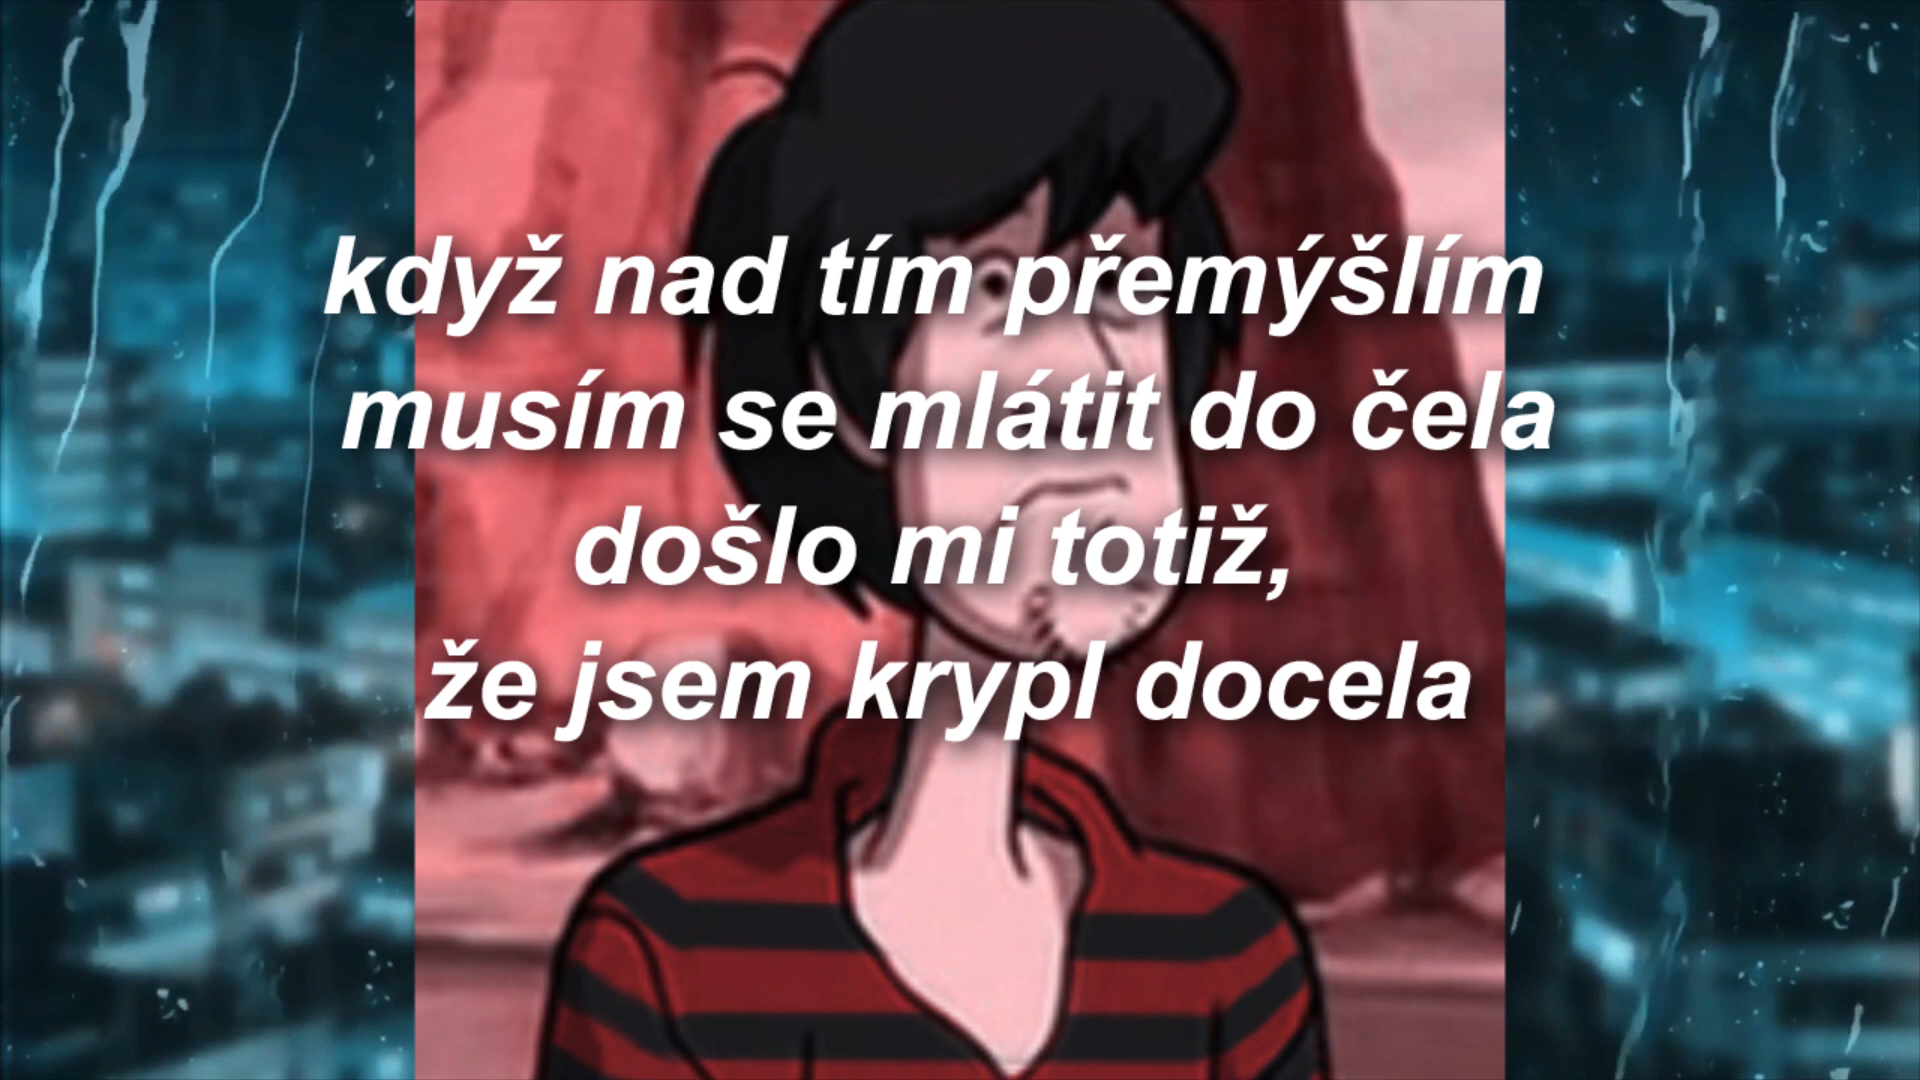 když nad tím přemýšlím
musím se mlátit do čela
došlo mi totiž,
že jsem krypl docela